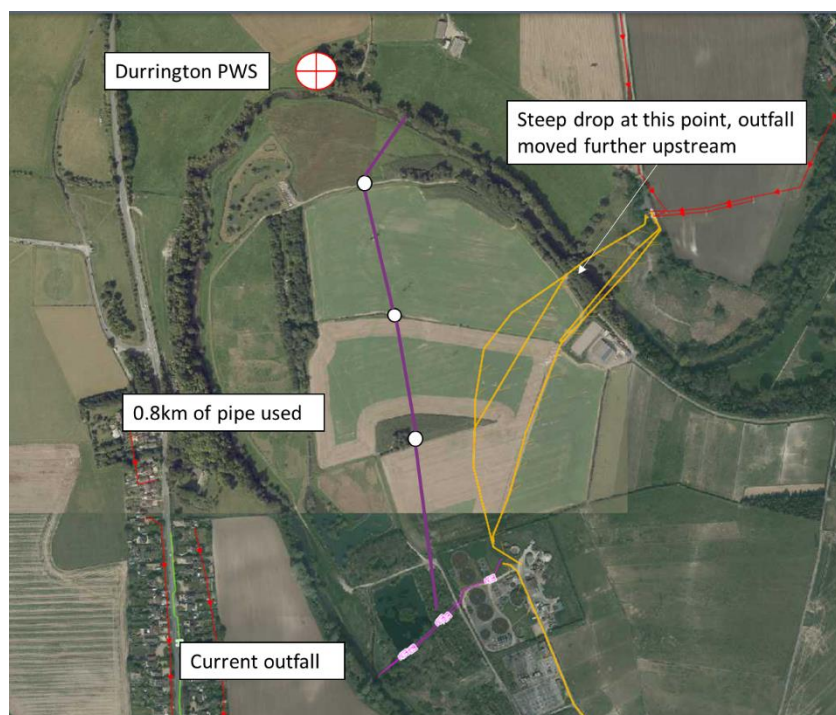 Durrington PWS
Steep drop at this point, outfall
moved further upstream
0.8km of pipe used
Current outfall